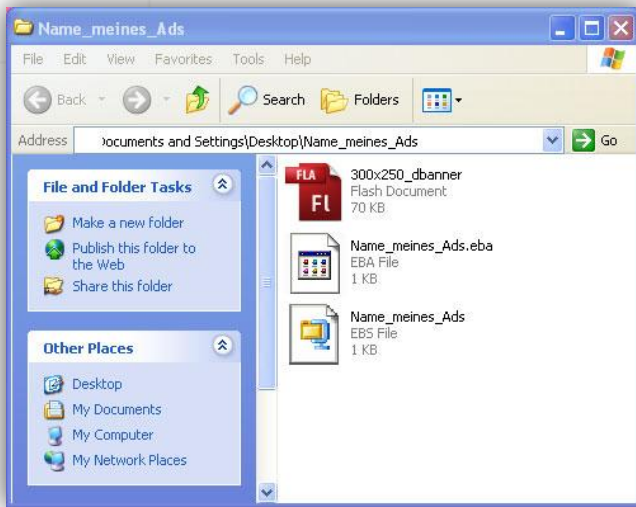 Name_meines_Ads
File Edit View Favorites Tools Help
Back Search Folders
Address ocuments and Settings\Desktop\Name_meines_Ads Go
File and Folder Tasks
Make a new folder
Publish this folder to
the Web
Share this folder
Other Places
Desktop
My Documents
My Computer
My Network Places
FLA
FL
300x250_dbanner
Flash Document
70 KB
Name_meines_Ads.eba
EBA File
1 KB
Name_meines_Ads
EBS File
1 KB